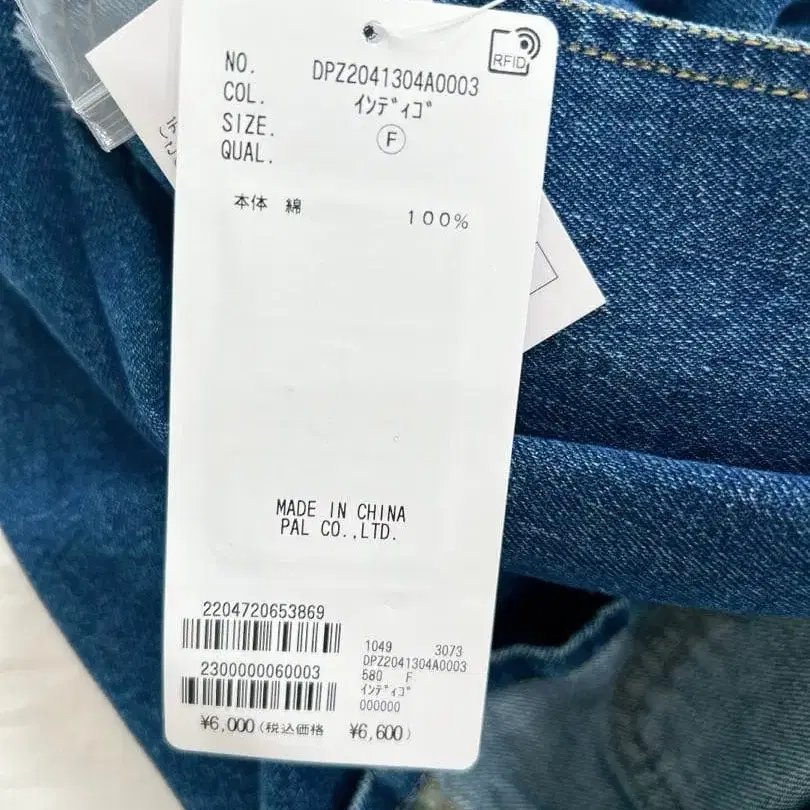 RFID
NO. DPZ2041304A0003
COL. ｲﾝﾃﾞｨｺﾞ
SIZE. F
QUAL.
本体 綿 100%
MADE IN CHINA
PAL CO.,LTD.
2204720653869
1049 3073
DPZ2041304A0003
2300000060003
580 F
ｲﾝﾃﾞｨｺﾞ
000000
¥6,000(税込価格 ¥6,600)